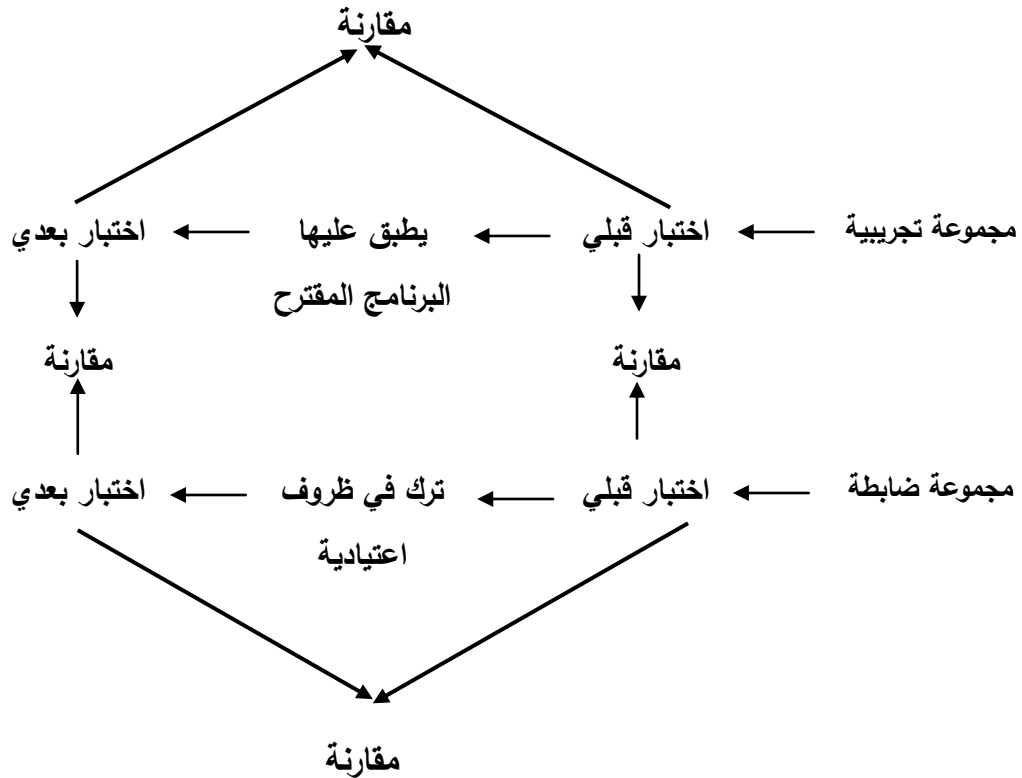 مقارنة
مجموعة تجريبية
اختبار قبلي
يطبق عليها
البرنامج المقترح
اختبار بعدي
مقارنة
مقارنة
مجموعة ضابطة
اختبار قبلي
ترك في ظروف
اعتيادية
اختبار بعدي
مقارنة